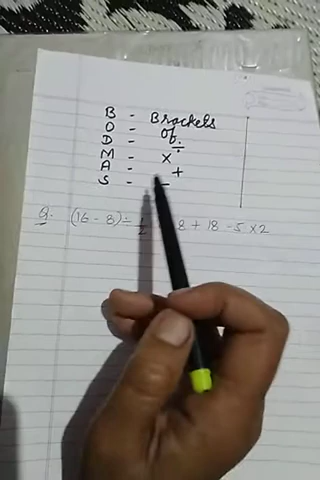 B - Brackets
O - Of
D - ÷
M - ×
A - +
S - -
Q. (16 - 8) ÷ 1/2 8 + 18 - 5 × 2